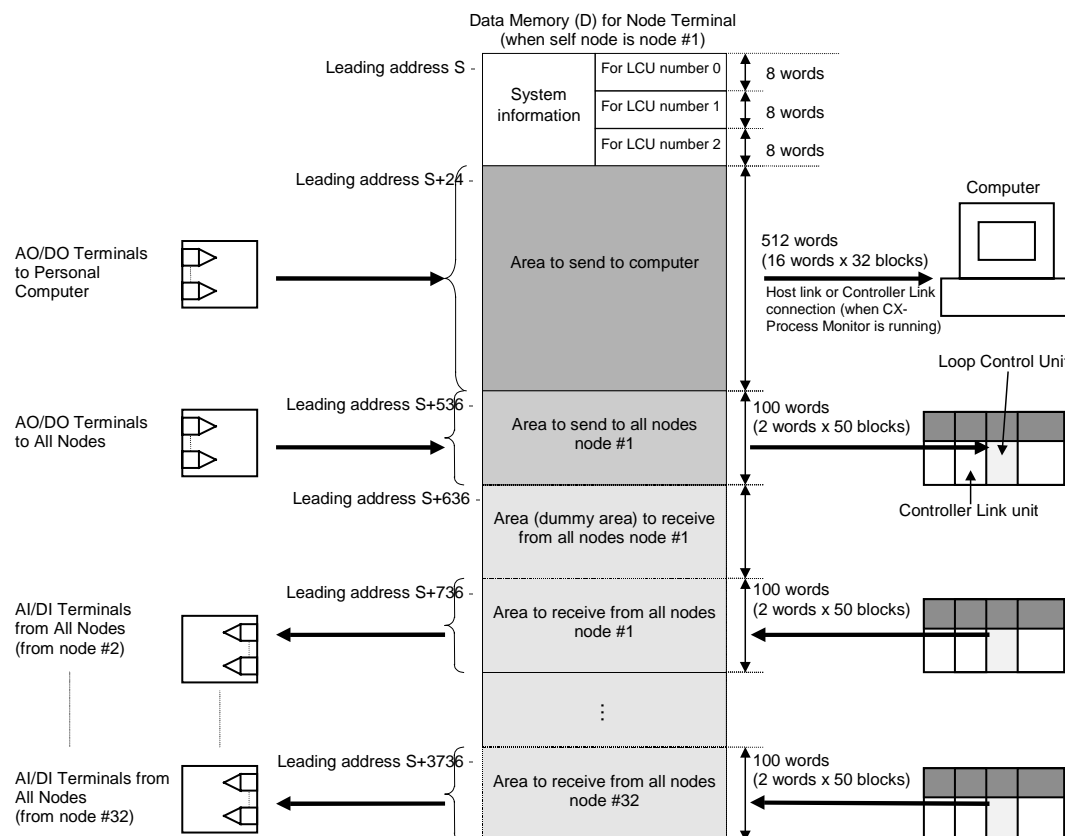 Data Memory (D) for Node Terminal
(when self node is node #1)
Leading address S
System
information
For LCU number 0
8 words
For LCU number 1
8 words
For LCU number 2
8 words
Leading address S+24
Computer
AO/DO Terminals
to Personal
Computer
Area to send to computer
512 words
(16 words x 32 blocks)
Host link or Controller Link
connection (when CX-
Process Monitor is running)
Loop Control Unit
Leading address S+536
AO/DO Terminals
to All Nodes
Area to send to all nodes
node #1
100 words
(2 words x 50 blocks)
Controller Link unit
Leading address S+636
Area (dummy area) to receive
from all nodes node #1
Leading address S+736
AI/DI Terminals
from All Nodes
(from node #2)
Area to receive from all nodes
node #1
100 words
(2 words x 50 blocks)
Leading address S+3736
AI/DI Terminals from
All Nodes
(from node #32)
Area to receive from all nodes
node #32
100 words
(2 words x 50 blocks)